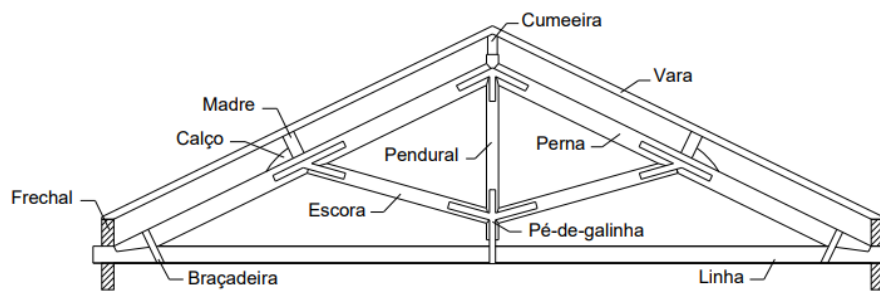 Cumeeira
Vara
Madre
Calço
Pendural
Perna
Frechal
Escora
Pé-de-galinha
Braçadeira
Linha